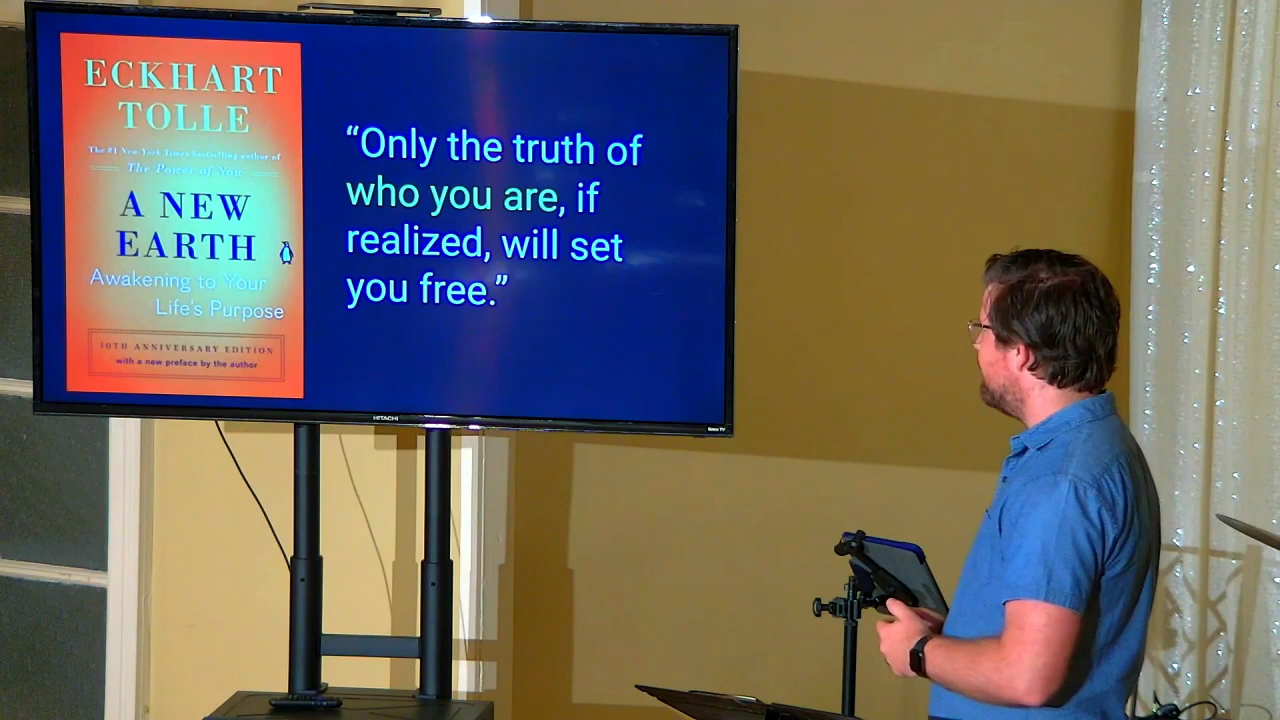 ECKHART
TOLLE
The #1 New York Times bestselling author of
The Power of Now
A NEW
EARTH
Awakening to Your
Life's Purpose
10TH ANNIVERSARY EDITION
with a new preface by the author
“Only the truth of
who you are, if
realized, will set
you free.”
HITACHI
Roku TV